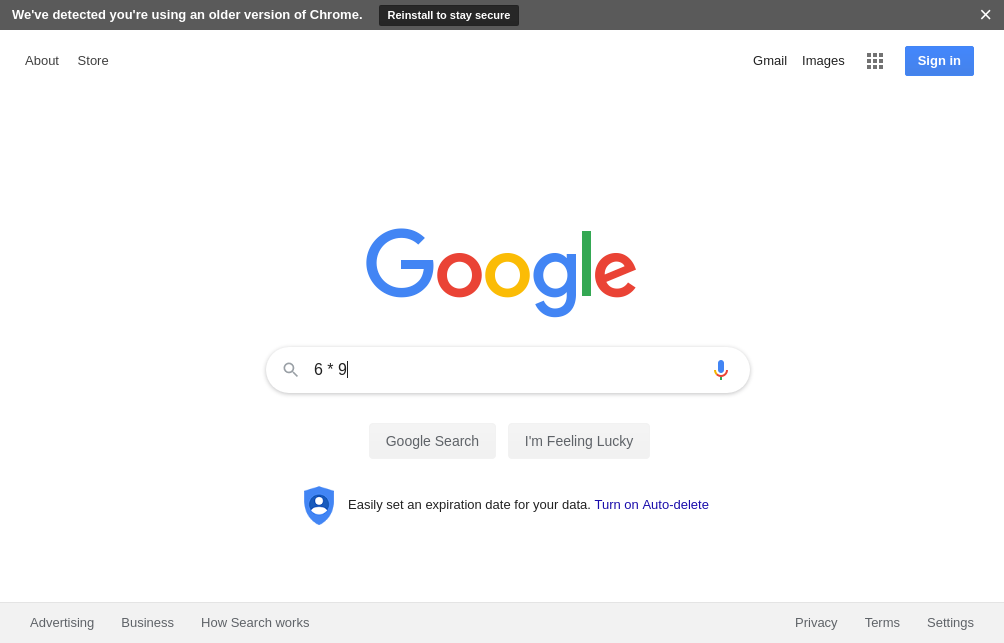 We've detected you're using an older version of Chrome. Reinstall to stay secure
About Store Gmail Images Sign in
Google
6 * 9
Google Search I'm Feeling Lucky
Easily set an expiration date for your data. Turn on Auto-delete
Advertising Business How Search works Privacy Terms Settings